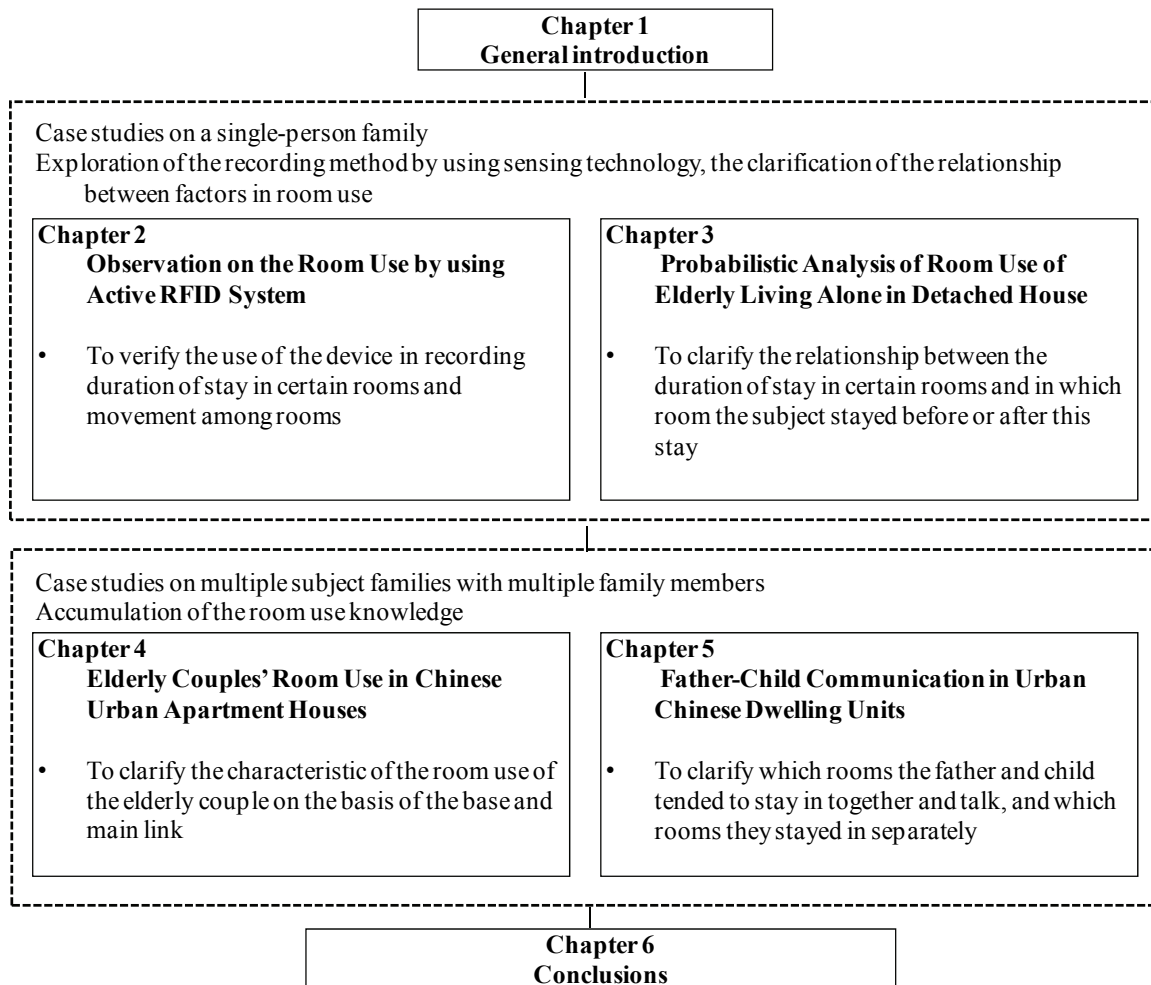 Chapter 1
General introduction
Case studies on a single-person family
Exploration of the recording method by using sensing technology, the clarification of the relationship
between factors in room use
Chapter 2
Observation on the Room Use by using
Active RFID System
• To verify the use of the device in recording
duration of stay in certain rooms and
movement among rooms
Chapter 3
Probabilistic Analysis of Room Use of
Elderly Living Alone in Detached House
• To clarify the relationship between the
duration of stay in certain rooms and in which
room the subject stayed before or after this
stay
Case studies on multiple subject families with multiple family members
Accumulation of the room use knowledge
Chapter 4
Elderly Couples' Room Use in Chinese
Urban Apartment Houses
• To clarify the characteristic of the room use of
the elderly couple on the basis of the base and
main link
Chapter 5
Father-Child Communication in Urban
Chinese Dwelling Units
• To clarify which rooms the father and child
tended to stay in together and talk, and which
rooms they stayed in separately
Chapter 6
Conclusions